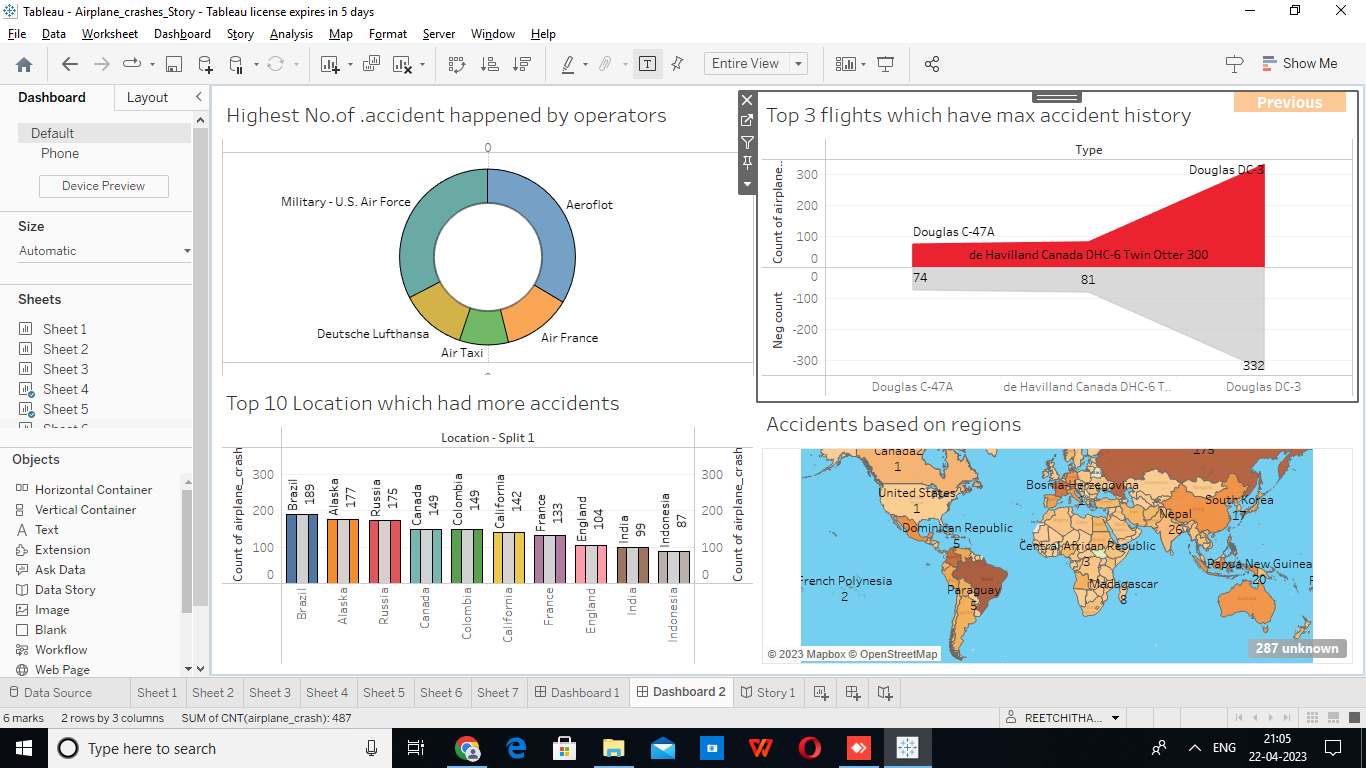 Tableau - Airplane_crashes_Story - Tableau license expires in 5 days
File Data Worksheet Dashboard Story Analysis Map Format Server Window Help
Entire View
Show Me
Dashboard Layout
Default
Phone
Device Preview
Size
Automatic
Sheets
Sheet 1
Sheet 2
Sheet 3
Sheet 4
Sheet 5
Objects
Horizontal Container
Vertical Container
Text
Extension
Ask Data
Data Story
Image
Blank
Workflow
Web Page
Highest No.of .accident happened by operators
0
Military - U.S. Air Force
Aeroflot
Deutsche Lufthansa
Air France
Air Taxi
Previous
Top 3 flights which have max accident history
Type
Count of airplane..
300
200
100
0
Neg count
0
-100
-200
-300
Douglas DC-3
Douglas C-47A
de Havilland Canada DHC-6 Twin Otter 300
74
81
332
Douglas C-47A de Havilland Canada DHC-6 T.. Douglas DC-3
Top 10 Location which had more accidents
Location - Split 1
Count of airplane_crash
300
200
100
0
Brazil 189
Alaska 177
Russia 175
Canada 149
Colombia 149
California 142
France 133
England 104
India 99
Indonesia 87
300
200
100
0
Count of airplane_crash
Brazil Alaska Russia Canada Colombia California France England India Indonesia
Accidents based on regions
175
Canada2
1
United States
1
Bosnia-Herzegovina
1
South Korea
17
Nepal
26
Dominican Republic
5
Central African Republic
3
Papua New Guinea
20
French Polynesia
2
Paraguay
5
Madagascar
8
© 2023 Mapbox © OpenStreetMap
287 unknown
Data Source Sheet 1 Sheet 2 Sheet 3 Sheet 4 Sheet 5 Sheet 6 Sheet 7 Dashboard 1 Dashboard 2 Story 1
6 marks 2 rows by 3 columns SUM of CNT(airplane_crash): 487
REETCHITHA...
Type here to search
ENG
21:05
22-04-2023